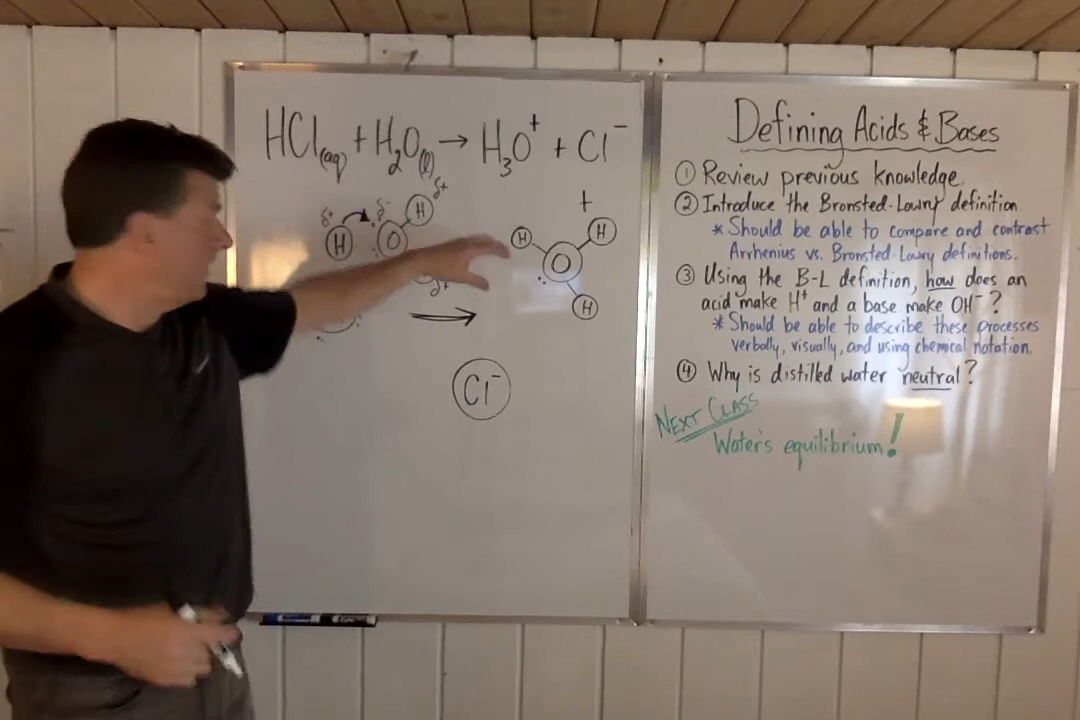 HCl(aq) + H₂O(l) → H₃O⁺ + Cl⁻
δ⁺ δ⁻ δ⁺
H O H
δ⁺
+
H O H
H
Cl⁻
Defining Acids & Bases
① Review previous knowledge
② Introduce the Bronsted-Lowry definition
* Should be able to compare and contrast
Arrhenius vs. Bronsted-Lowry definitions.
③ Using the B-L definition, how does an
acid make H⁺ and a base make OH⁻?
* Should be able to describe these processes
verbally, visually, and using chemical notation.
④ Why is distilled water neutral?
NEXT CLASS
Water's equilibrium!